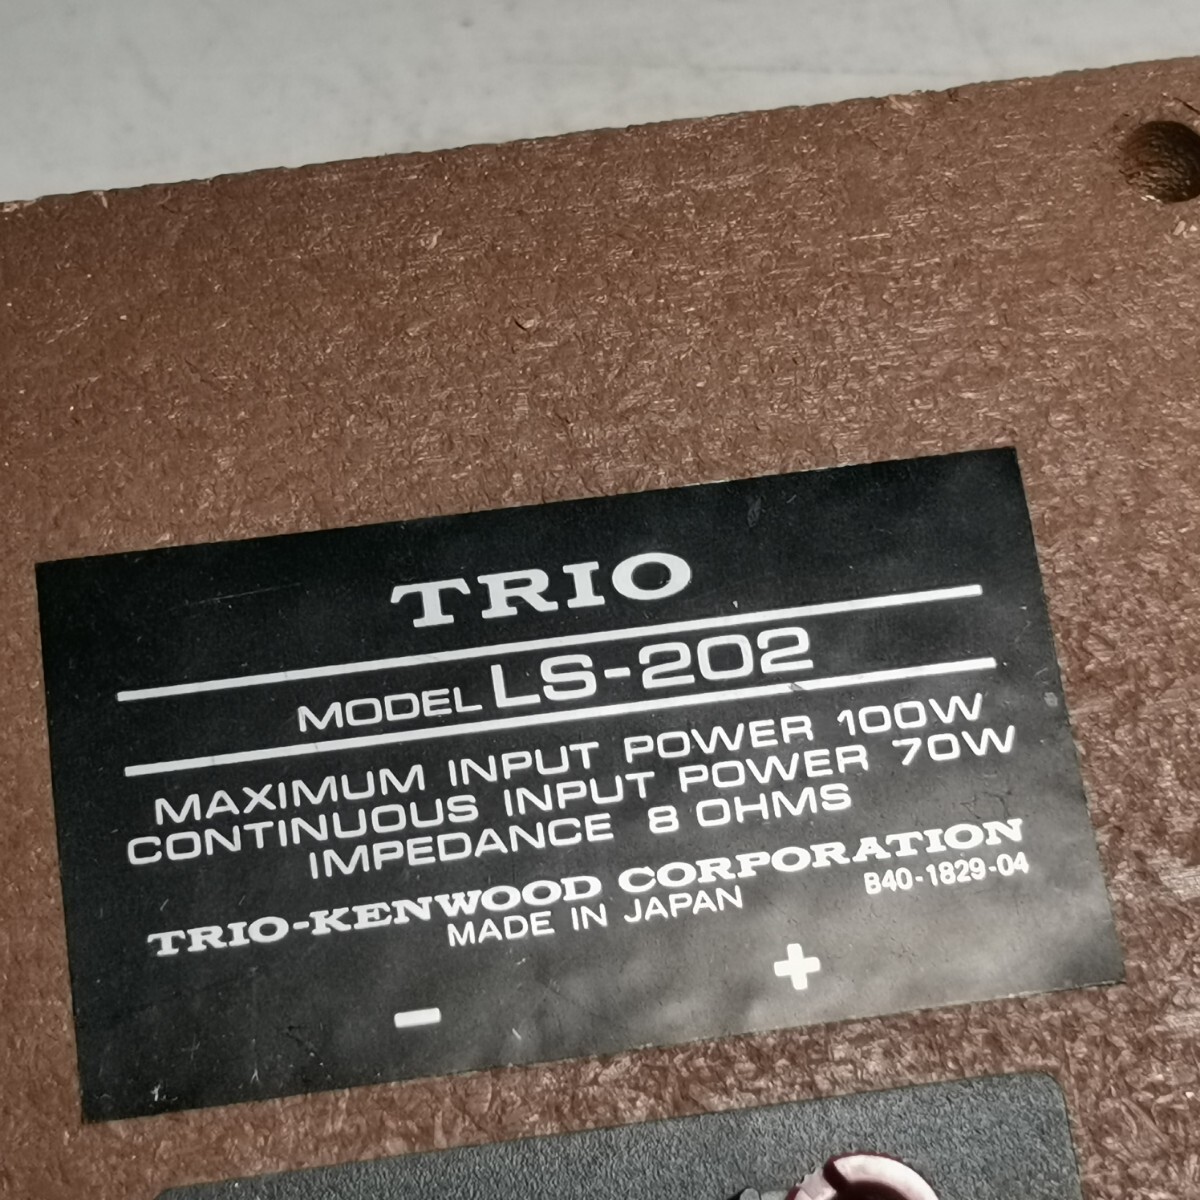 TRIO
MODEL LS-202
MAXIMUM INPUT POWER 100W
CONTINUOUS INPUT POWER 70W
IMPEDANCE 8 OHMS
TRIO-KENWOOD CORPORATION
MADE IN JAPAN B40-1829-04
- +